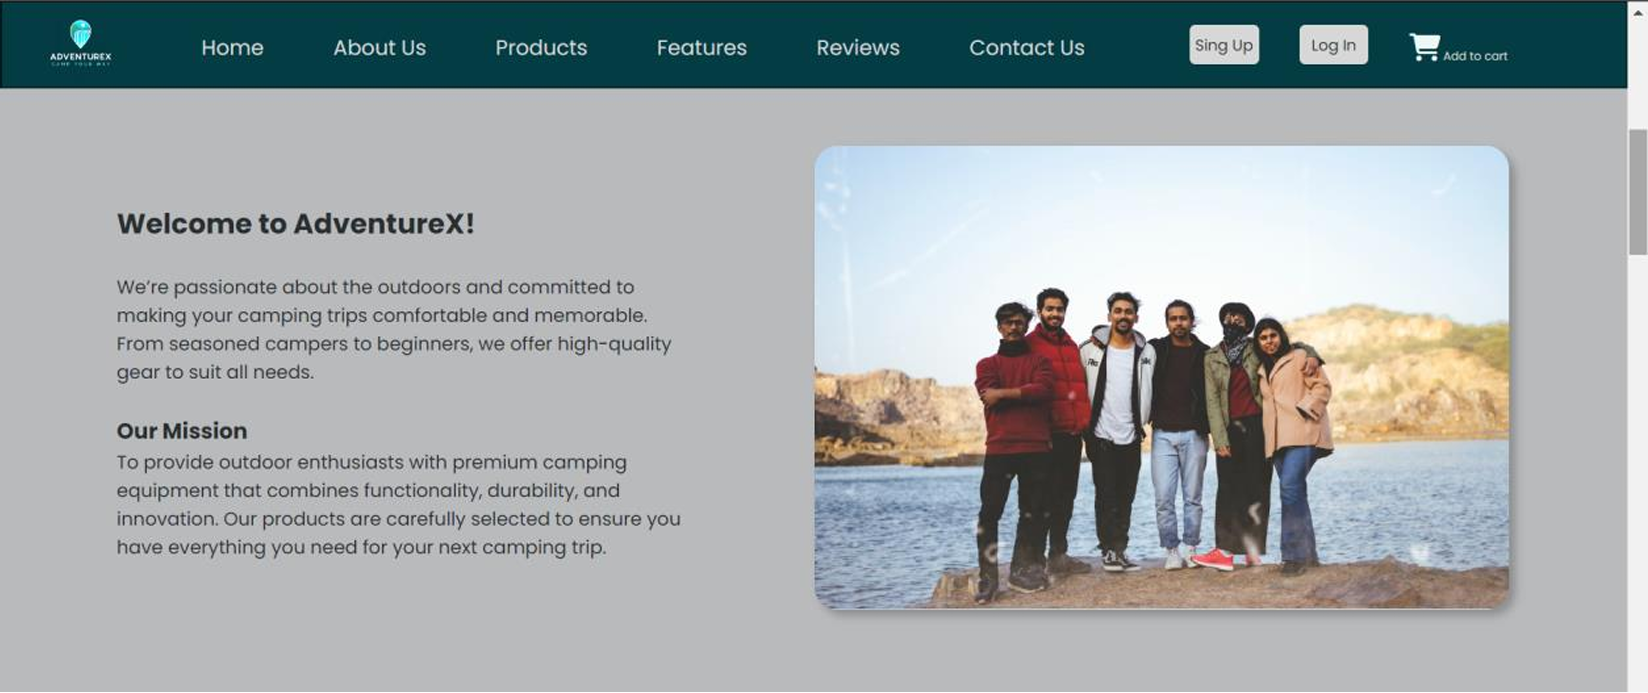 ADVENTUREX
CAMP YOUR WAY
Home
About Us
Products
Features
Reviews
Contact Us
Sing Up
Log In
Add to cart
Welcome to AdventureX!
We’re passionate about the outdoors and committed to
making your camping trips comfortable and memorable.
From seasoned campers to beginners, we offer high-quality
gear to suit all needs.
Our Mission
To provide outdoor enthusiasts with premium camping
equipment that combines functionality, durability, and
innovation. Our products are carefully selected to ensure you
have everything you need for your next camping trip.